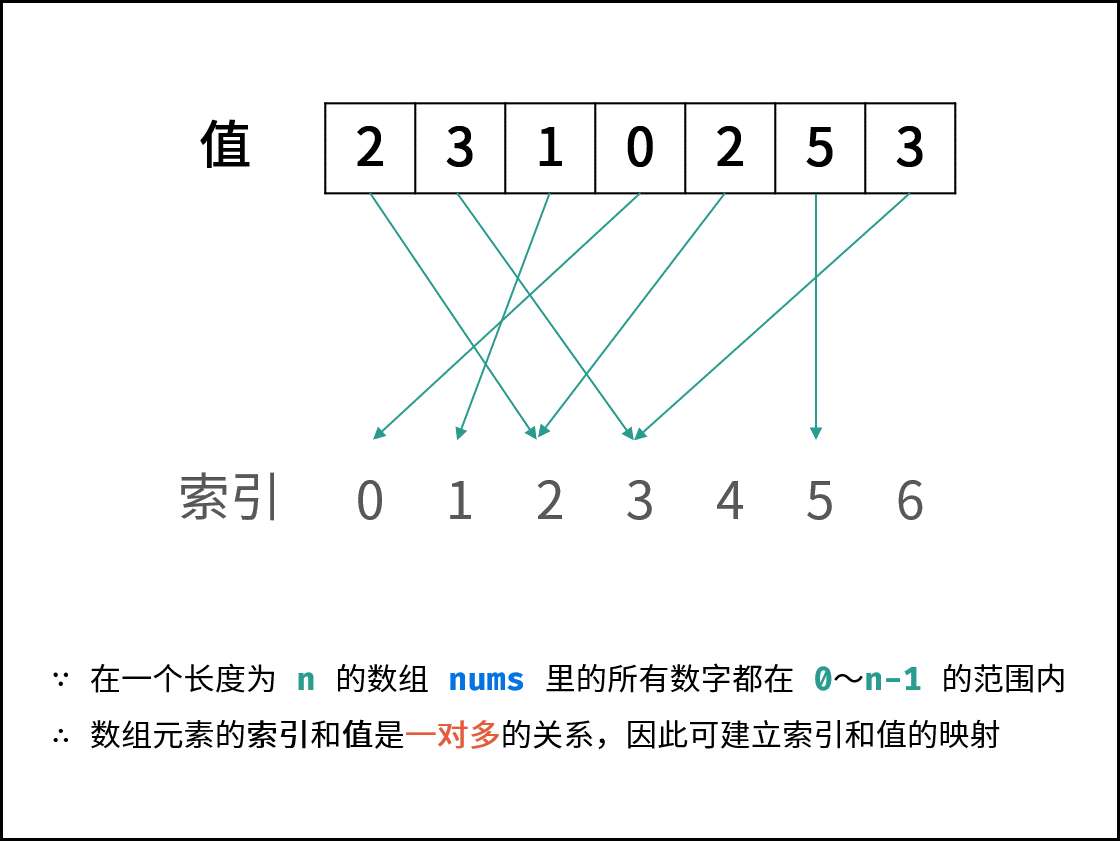 值 2 3 1 0 2 5 3
索引 0 1 2 3 4 5 6
∵ 在一个长度为 n 的数组 nums 里的所有数字都在 0～n-1 的范围内
∴ 数组元素的索引和值是一对多的关系，因此可建立索引和值的映射